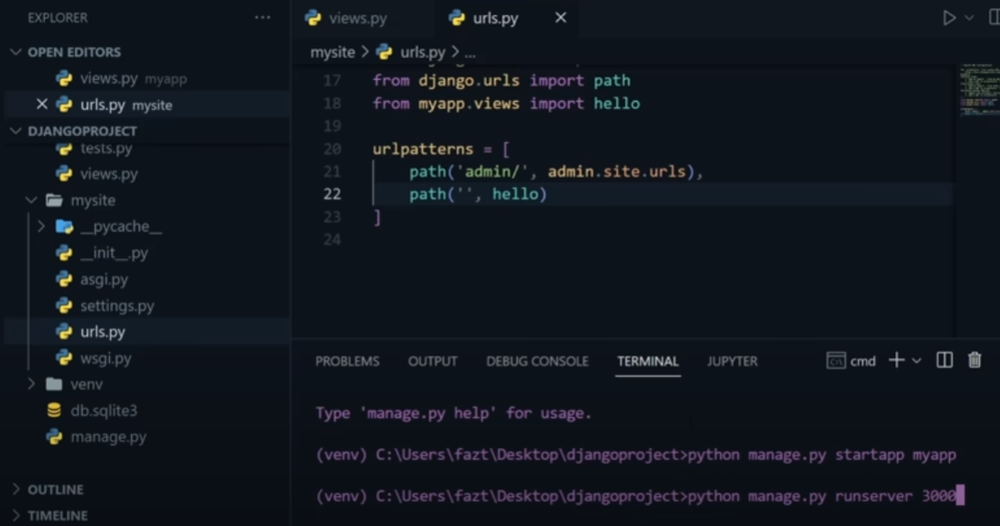 EXPLORER
OPEN EDITORS
views.py myapp
urls.py mysite
DJANGOPROJECT
tests.py
views.py
mysite
__pycache__
__init__.py
asgi.py
settings.py
urls.py
wsgi.py
venv
db.sqlite3
manage.py
OUTLINE
TIMELINE
views.py urls.py
mysite > urls.py > ...
17 from django.urls import path
18 from myapp.views import hello
19
20 urlpatterns = [
21     path('admin/', admin.site.urls),
22     path('', hello)
23 ]
24
PROBLEMS OUTPUT DEBUG CONSOLE TERMINAL JUPYTER cmd
Type 'manage.py help' for usage.
(venv) C:\Users\fazt\Desktop\djangoproject>python manage.py startapp myapp
(venv) C:\Users\fazt\Desktop\djangoproject>python manage.py runserver 3000